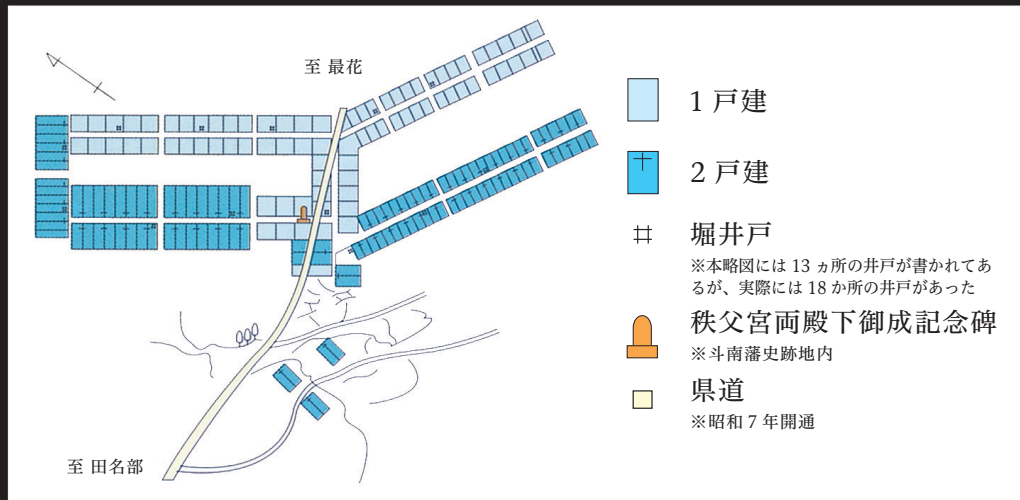 至 最花
至 田名部
1 戸建
2 戸建
堀井戸
※本略図には 13 ヵ所の井戸が書かれてあ
るが、実際には 18 か所の井戸があった
秩父宮両殿下御成記念碑
※斗南藩史跡地内
県道
※昭和 7 年開通